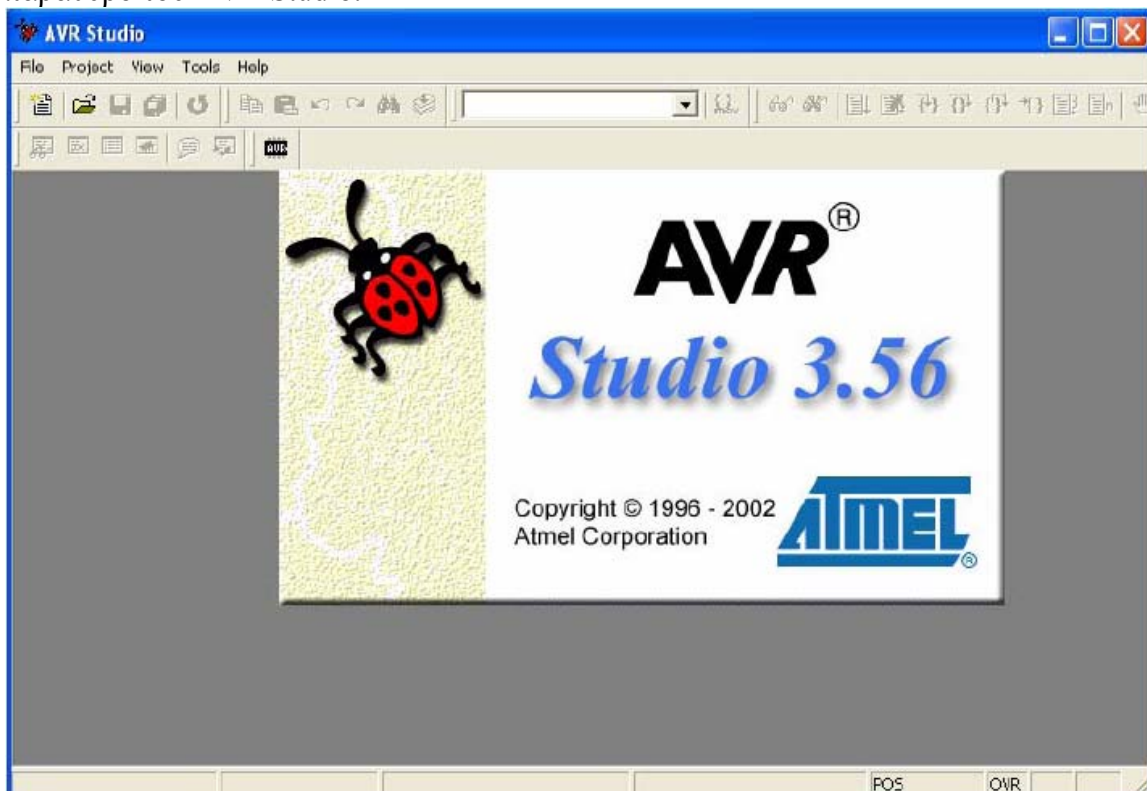 AVR Studio
File Project View Tools Help
AVR
AVR®
Studio 3.56
Copyright © 1996 - 2002
Atmel Corporation
ATMEL®
POS OVR